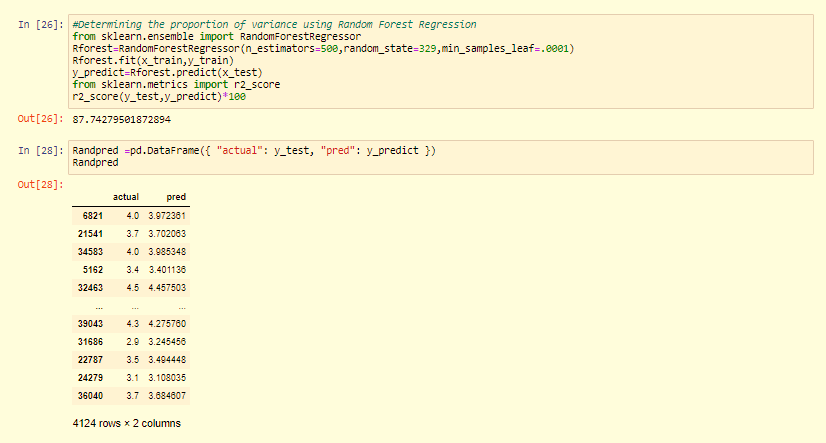 In [26]: #Determining the proportion of variance using Random Forest Regression
from sklearn.ensemble import RandomForestRegressor
Rforest=RandomForestRegressor(n_estimators=500,random_state=329,min_samples_leaf=.0001)
Rforest.fit(x_train,y_train)
y_predict=Rforest.predict(x_test)
from sklearn.metrics import r2_score
r2_score(y_test,y_predict)*100
Out[26]: 87.74279501872894
In [28]: Randpred =pd.DataFrame({ "actual": y_test, "pred": y_predict })
Randpred
Out[28]:
actual pred
6821 4.0 3.972361
21541 3.7 3.702063
34583 4.0 3.985348
5162 3.4 3.401136
32463 4.5 4.457503
... ... ...
39043 4.3 4.275760
31686 2.9 3.245456
22787 3.5 3.494448
24279 3.1 3.108035
36040 3.7 3.684607
4124 rows × 2 columns